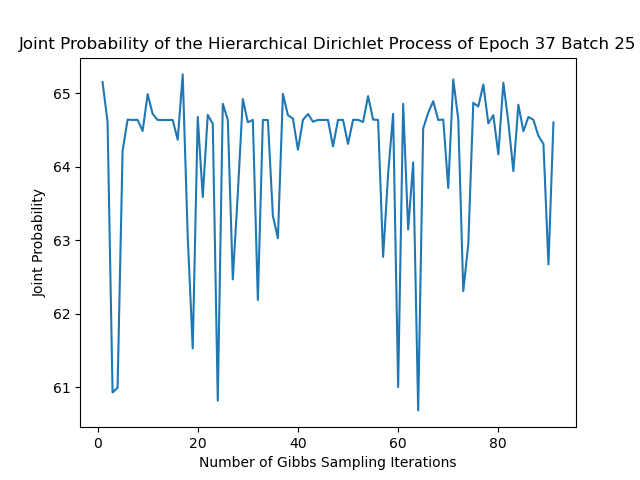 Joint Probability of the Hierarchical Dirichlet Process of Epoch 37 Batch 25
65
64
63
62
61
Joint Probability
0 20 40 60 80
Number of Gibbs Sampling Iterations